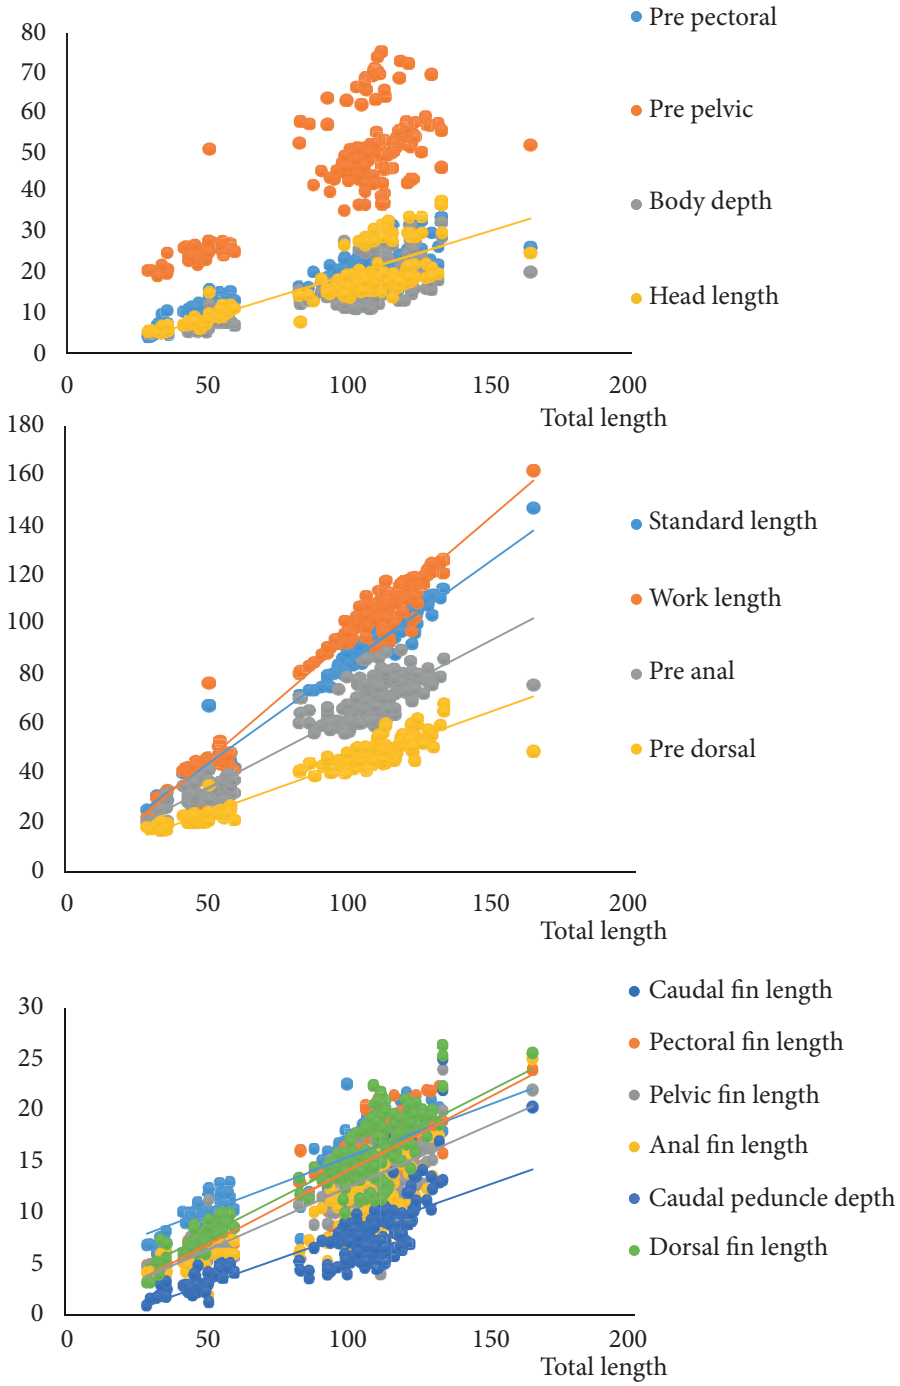 80
70
60
50
40
30
20
10
0
0 50 100 150 200
Total length
Pre pectoral
Pre pelvic
Body depth
Head length
180
160
140
120
100
80
60
40
20
0
0 50 100 150 200
Total length
Standard length
Work length
Pre anal
Pre dorsal
30
25
20
15
10
5
0
0 50 100 150 200
Total length
Caudal fin length
Pectoral fin length
Pelvic fin length
Anal fin length
Caudal peduncle depth
Dorsal fin length